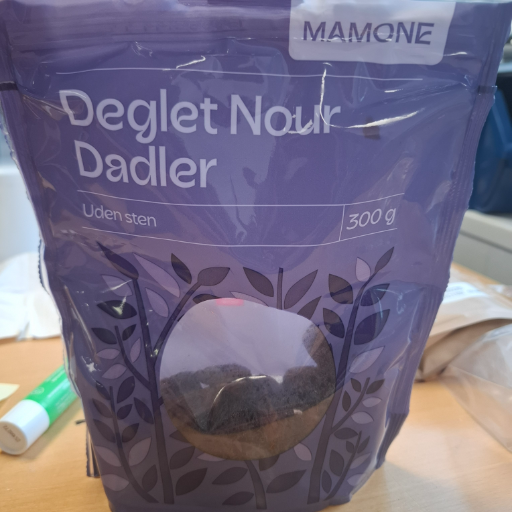 MAMONE
Deglet Nour
Dadler
Uden sten
300 g